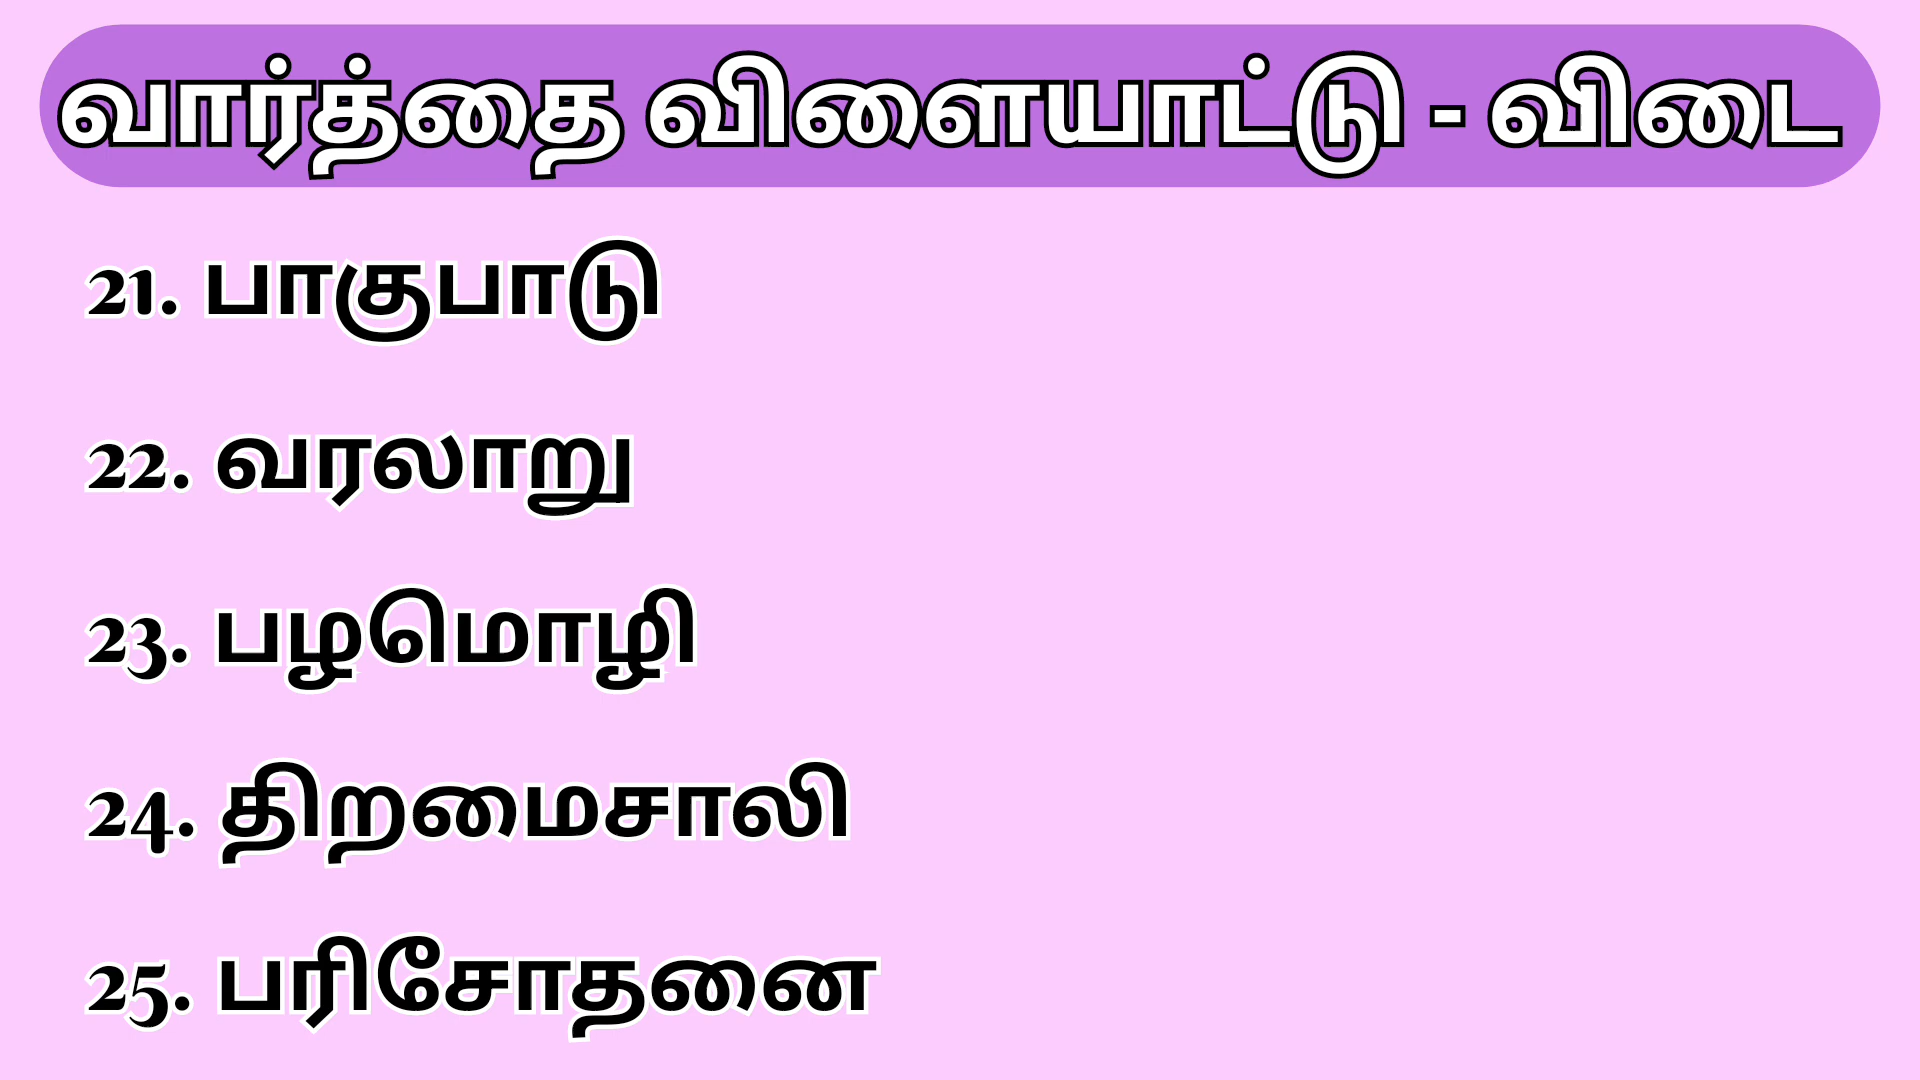 வார்த்தை விளையாட்டு - விடை
21. பாகுபாடு
22. வரலாறு
23. பழமொழி
24. திறமைசாலி
25. பரிசோதனை